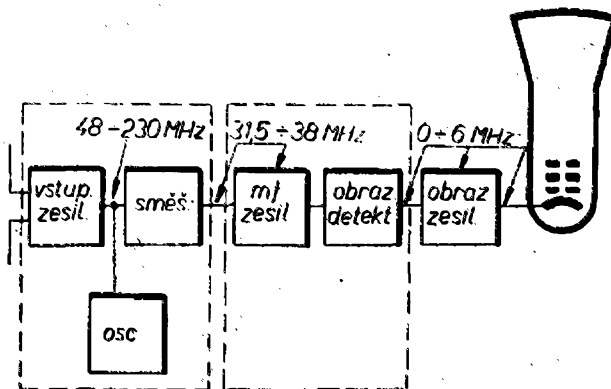 48 ÷ 230 MHz
31,5 ÷ 38 MHz
0 ÷ 6 MHz
vstup.
zesil.
směš.
mf
zesil.
obraz.
detekt.
obraz.
zesil.
osc